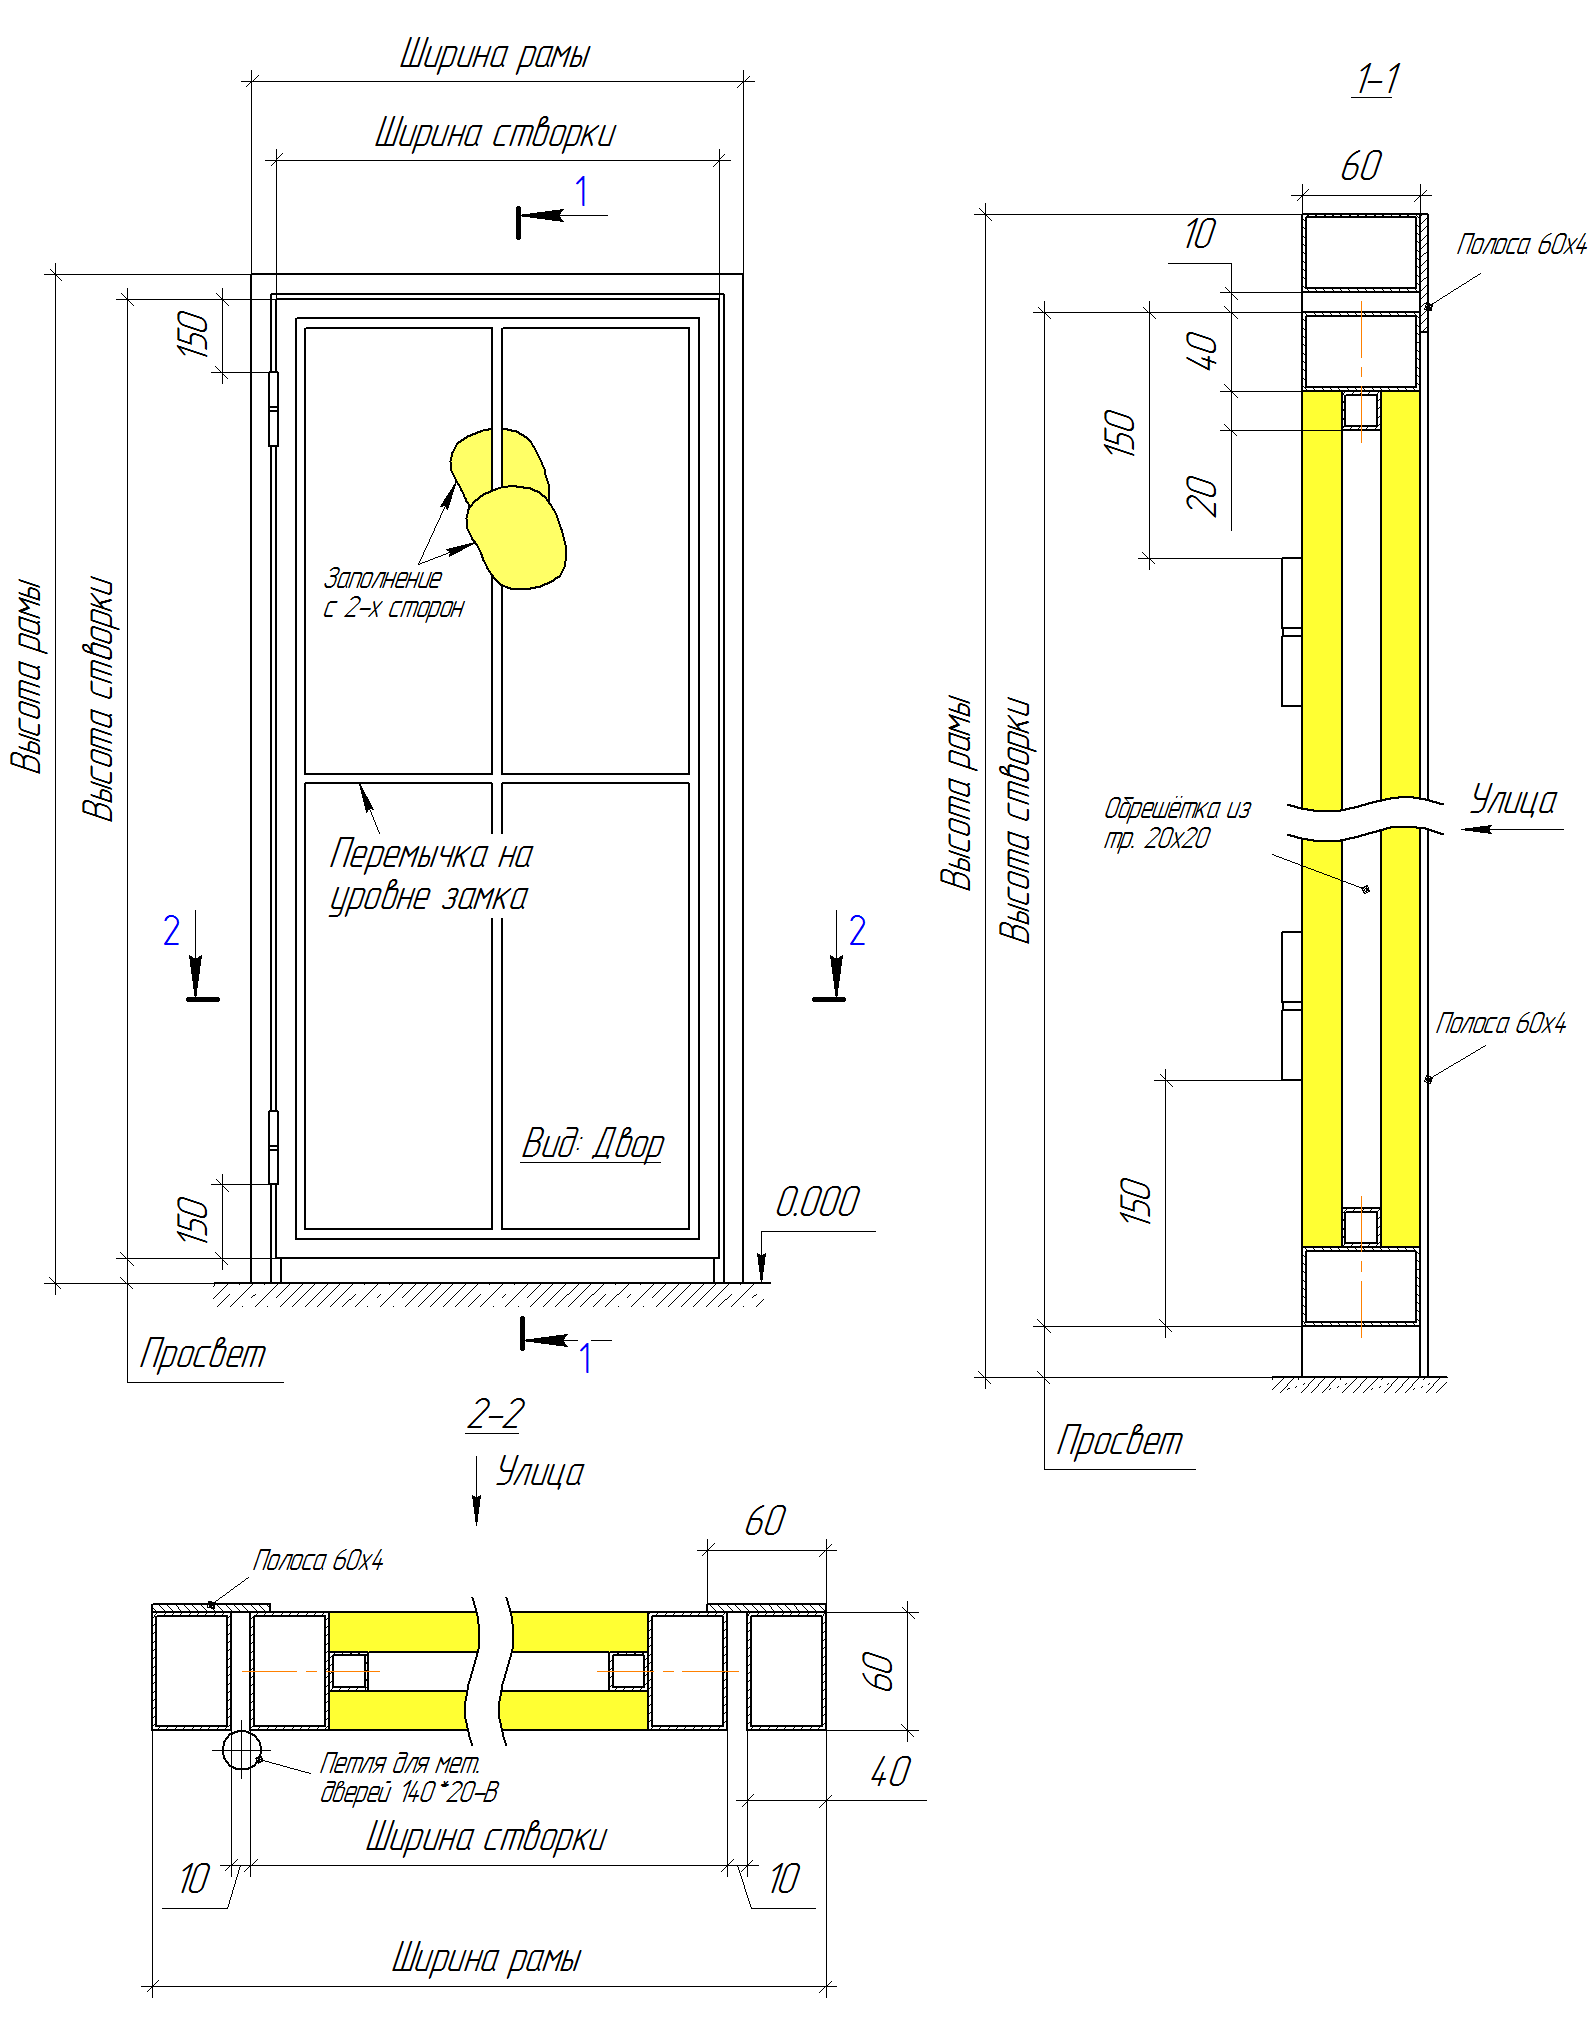 Ширина рамы
Ширина створки
1
150
Высота рамы
Высота створки
Заполнение
с 2-х сторон
Перемычка на
уровне замка
2
2
Вид: Двор
150
0.000
Просвет
1
1-1
60
10
Полоса 60х4
40
150
20
Высота рамы
Высота створки
Обрешётка из
тр. 20х20
Улица
Полоса 60х4
150
Просвет
2-2
Улица
60
Полоса 60х4
60
Петля для мет.
дверей 140*20-В
40
Ширина створки
10
10
Ширина рамы